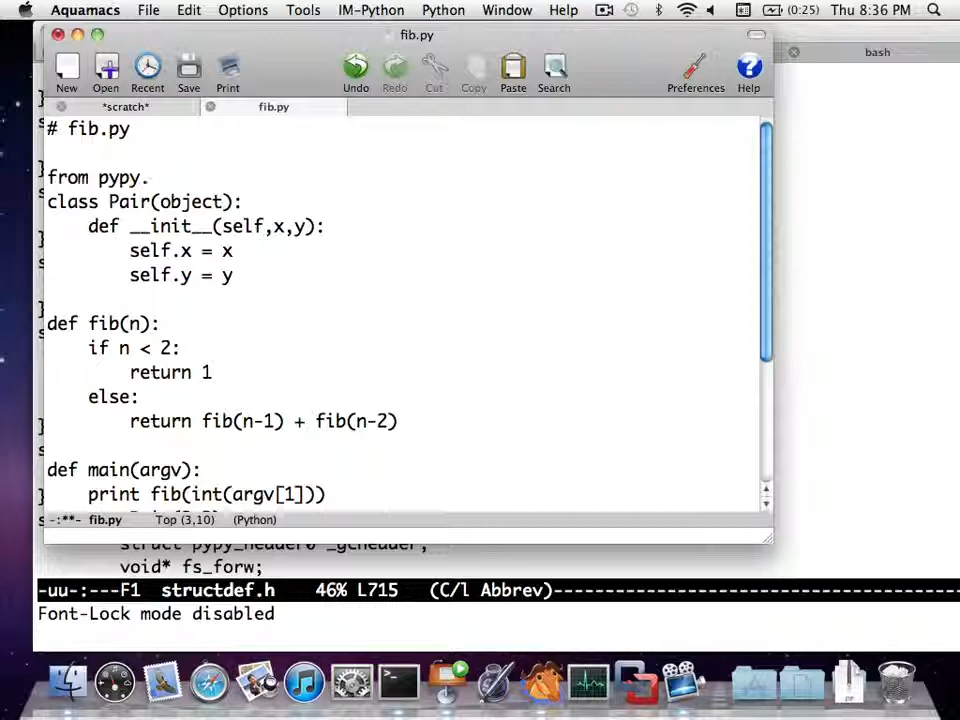 Aquamacs File Edit Options Tools IM-Python Python Window Help (0:25) Thu 8:36 PM
fib.py
bash
New Open Recent Save Print Undo Redo Cut Copy Paste Search Preferences Help
*scratch* fib.py
# fib.py
from pypy.
class Pair(object):
def __init__(self,x,y):
self.x = x
self.y = y
def fib(n):
if n < 2:
return 1
else:
return fib(n-1) + fib(n-2)
def main(argv):
print fib(int(argv[1]))
-:**- fib.py Top (3,10) (Python)
void* fs_forw;
-uu-:---F1 structdef.h 46% L715 (C/l Abbrev)--------------------------------------
Font-Lock mode disabled